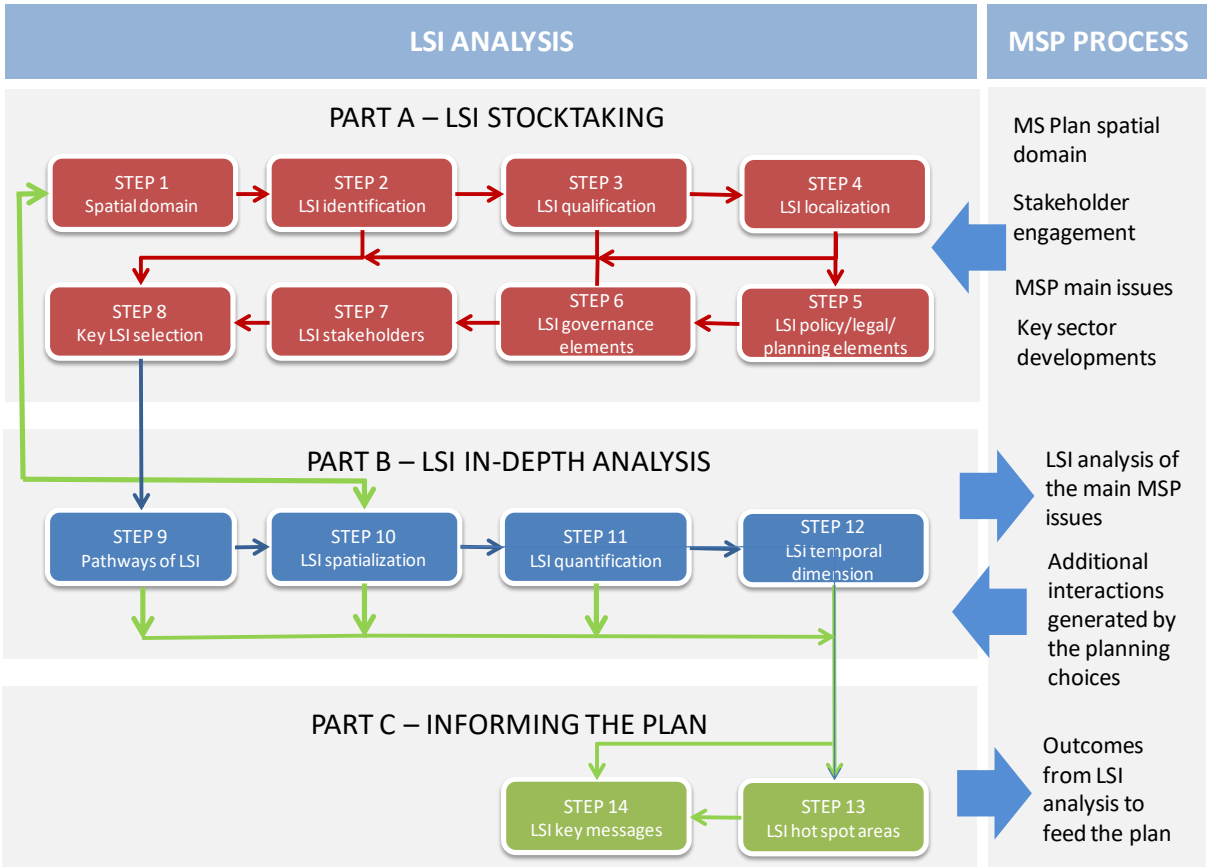 LSI ANALYSIS
MSP PROCESS
PART A – LSI STOCKTAKING
STEP 1
Spatial domain
STEP 2
LSI identification
STEP 3
LSI qualification
STEP 4
LSI localization
STEP 8
Key LSI selection
STEP 7
LSI stakeholders
STEP 6
LSI governance
elements
STEP 5
LSI policy/legal/
planning elements
MS Plan spatial
domain
Stakeholder
engagement
MSP main issues
Key sector
developments
PART B – LSI IN-DEPTH ANALYSIS
STEP 9
Pathways of LSI
STEP 10
LSI spatialization
STEP 11
LSI quantification
STEP 12
LSI temporal
dimension
LSI analysis of
the main MSP
issues
Additional
interactions
generated by
the planning
choices
PART C – INFORMING THE PLAN
STEP 14
LSI key messages
STEP 13
LSI hot spot areas
Outcomes
from LSI
analysis to
feed the plan